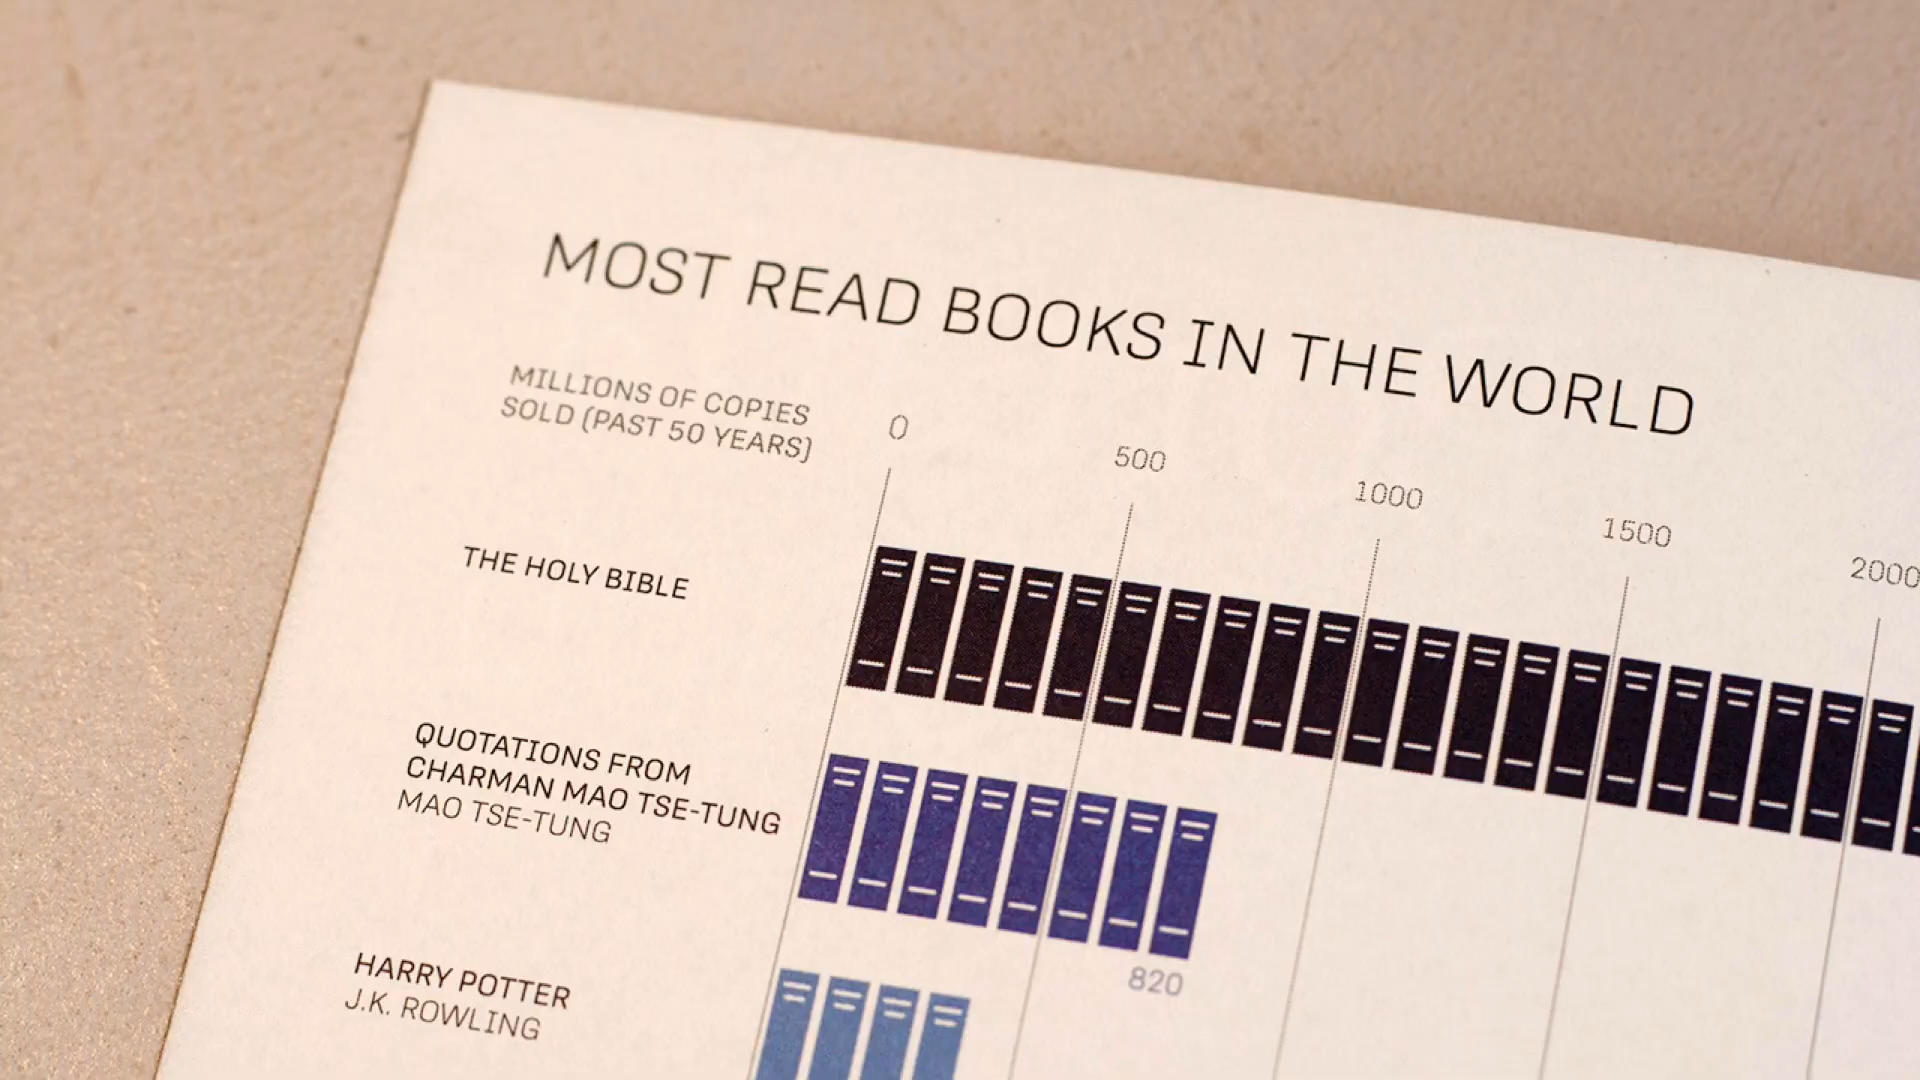 MOST READ BOOKS IN THE WORLD
MILLIONS OF COPIES
SOLD (PAST 50 YEARS)
0
500
1000
1500
2000
THE HOLY BIBLE
QUOTATIONS FROM
CHARMAN MAO TSE-TUNG
MAO TSE-TUNG
820
HARRY POTTER
J.K. ROWLING